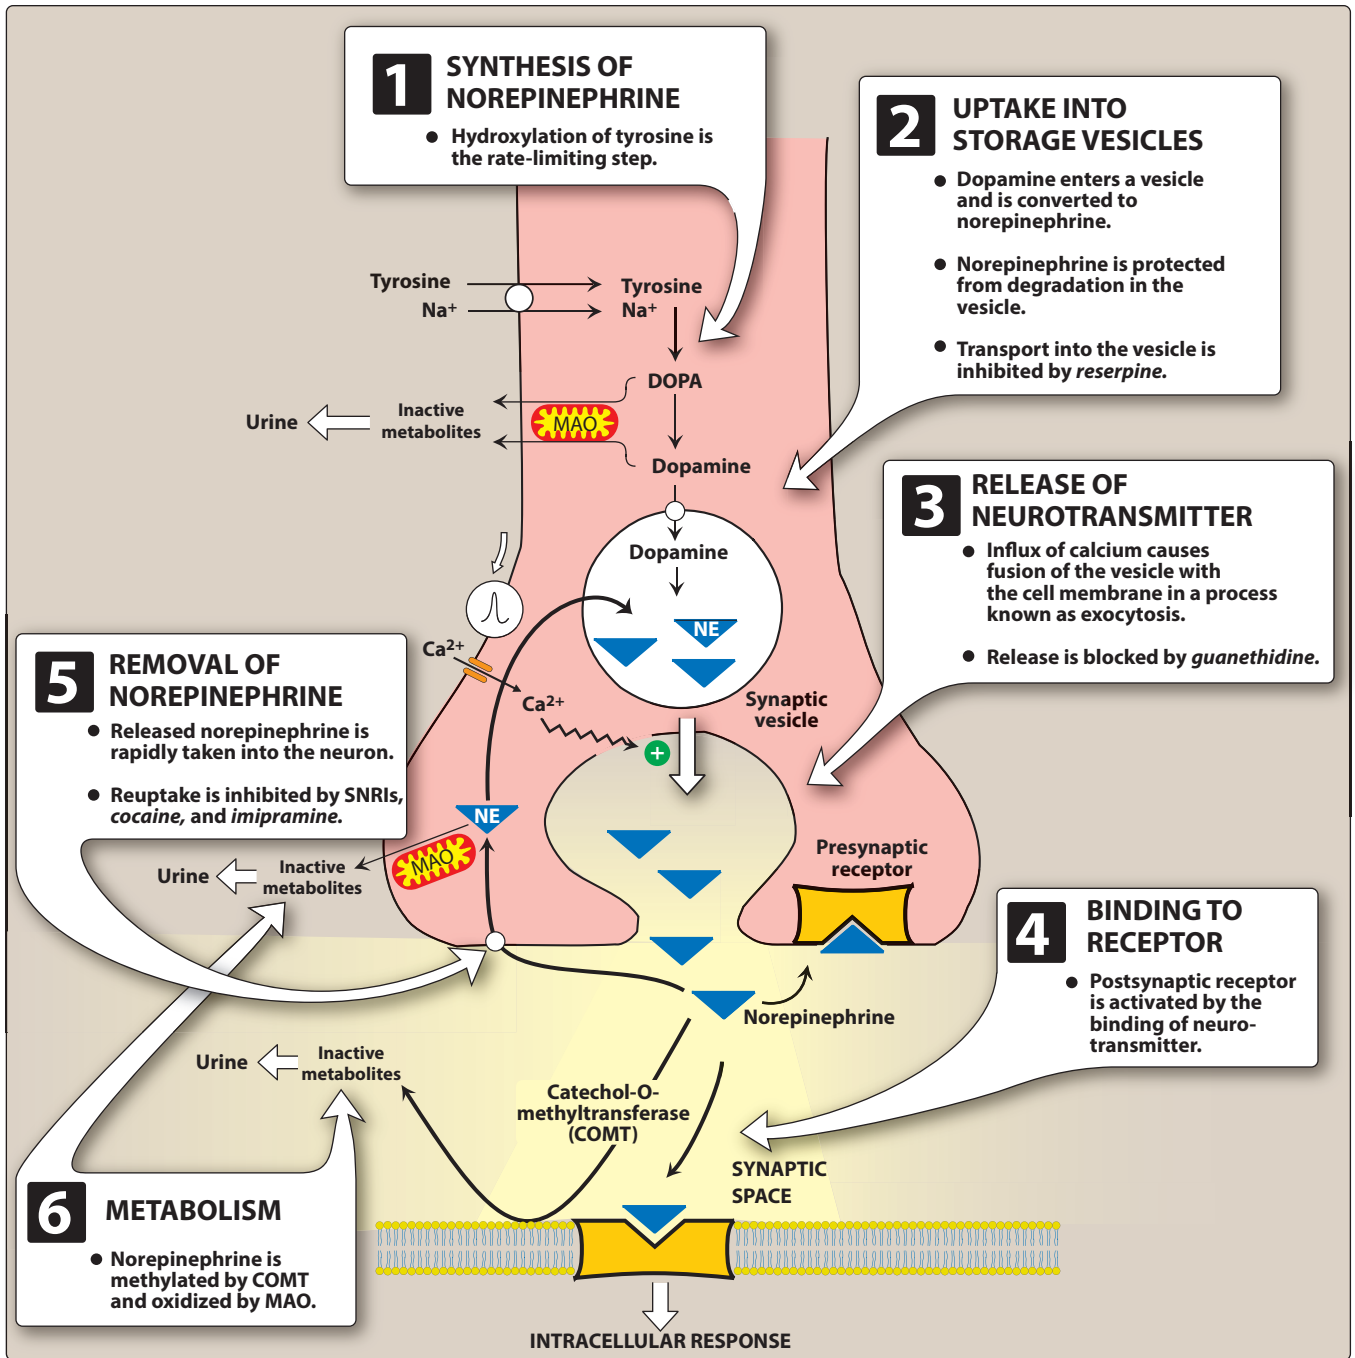 1
SYNTHESIS OF
NOREPINEPHRINE
● Hydroxylation of tyrosine is
the rate-limiting step.
2
UPTAKE INTO
STORAGE VESICLES
● Dopamine enters a vesicle
and is converted to
norepinephrine.
● Norepinephrine is protected
from degradation in the
vesicle.
● Transport into the vesicle is
inhibited by reserpine.
Tyrosine
Na+
Tyrosine
Na+
DOPA
MAO
Inactive
metabolites
Urine
Dopamine
Dopamine
NE
Synaptic
vesicle
3
RELEASE OF
NEUROTRANSMITTER
● Influx of calcium causes
fusion of the vesicle with
the cell membrane in a process
known as exocytosis.
● Release is blocked by guanethidine.
Ca2+
Ca2+
+
5
REMOVAL OF
NOREPINEPHRINE
● Released norepinephrine is
rapidly taken into the neuron.
● Reuptake is inhibited by SNRIs,
cocaine, and imipramine.
NE
MAO
Inactive
metabolites
Urine
Presynaptic
receptor
4
BINDING TO
RECEPTOR
● Postsynaptic receptor
is activated by the
binding of neuro-
transmitter.
Norepinephrine
Urine
Inactive
metabolites
Catechol-O-
methyltransferase
(COMT)
SYNAPTIC
SPACE
6
METABOLISM
● Norepinephrine is
methylated by COMT
and oxidized by MAO.
INTRACELLULAR RESPONSE